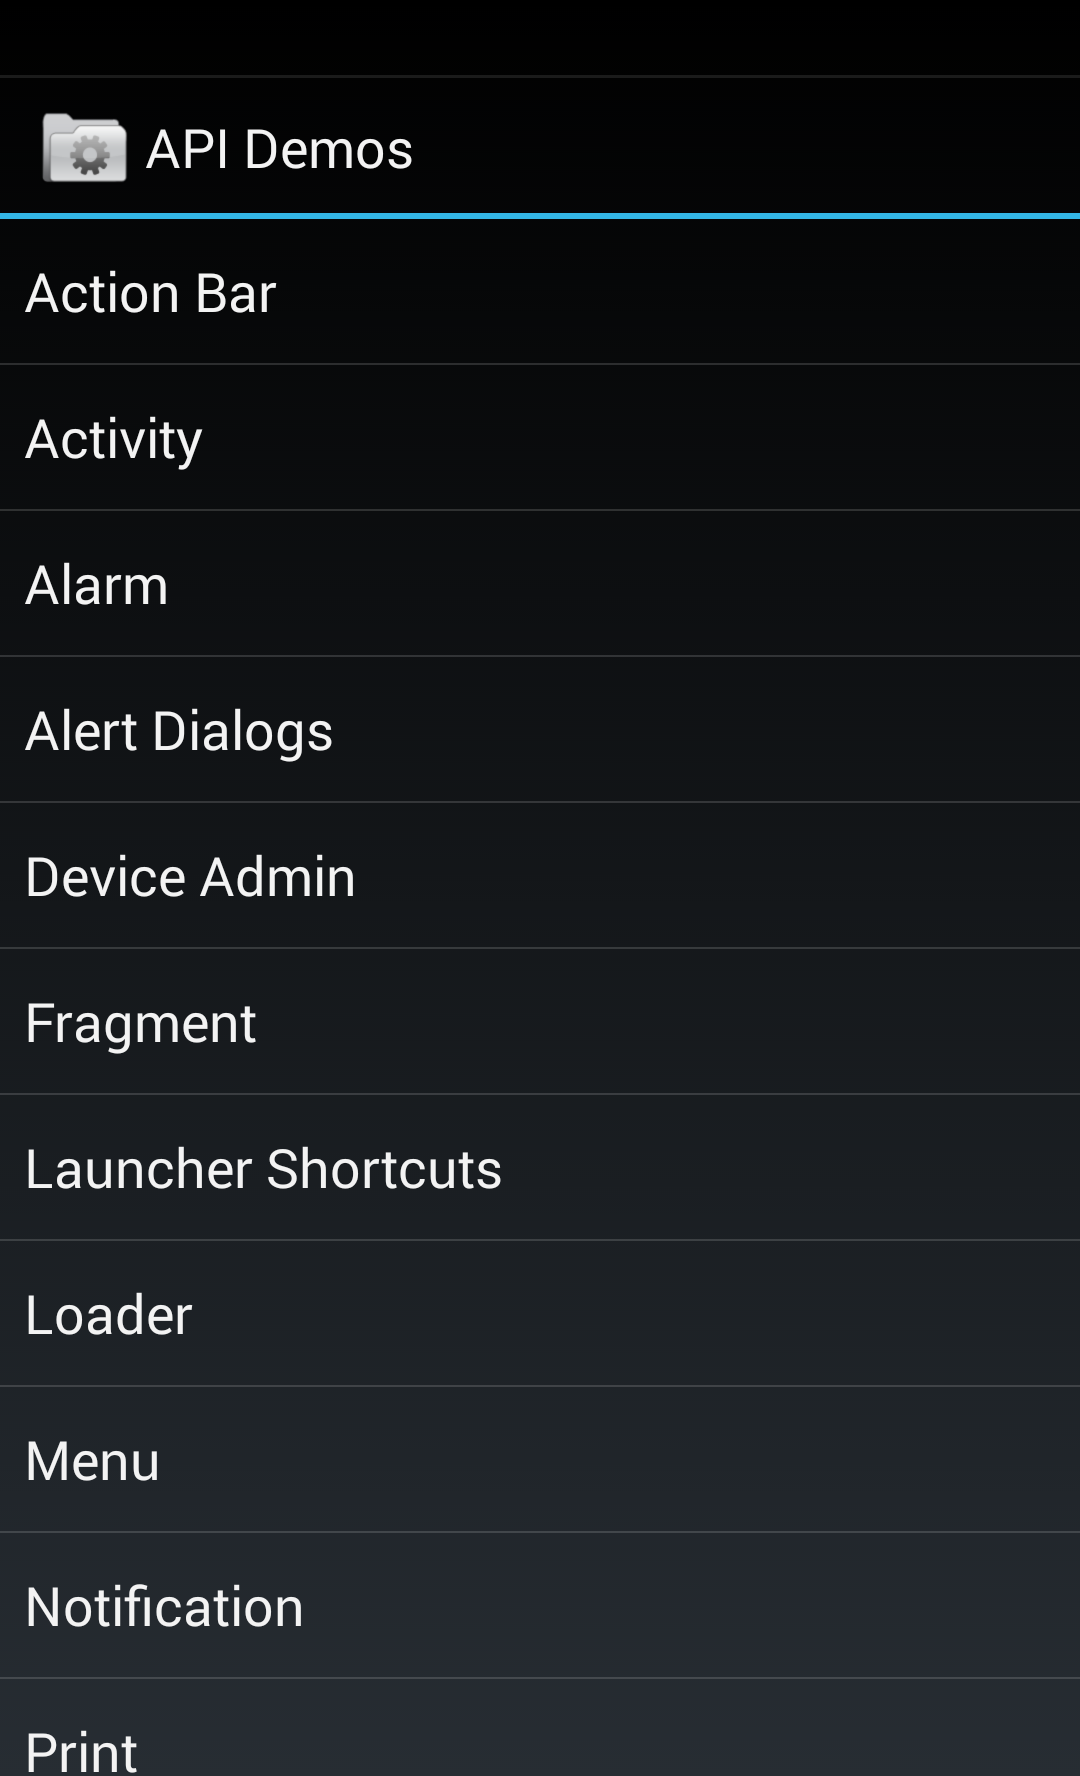 API Demos
Action Bar
Activity
Alarm
Alert Dialogs
Device Admin
Fragment
Launcher Shortcuts
Loader
Menu
Notification
Print